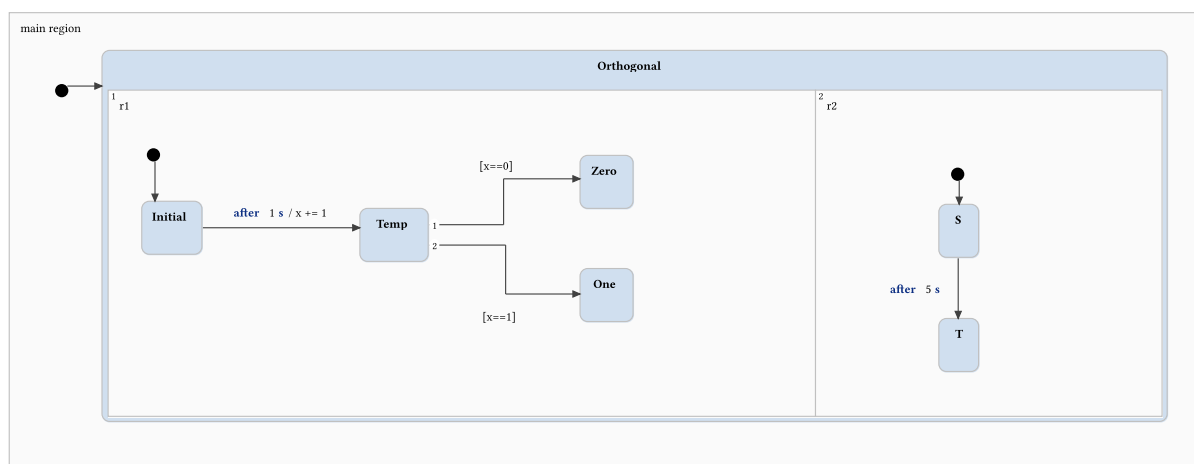 main region
Orthogonal
1
r1
2
r2
[x==0]
Zero
Initial
after 1 s / x += 1
Temp
1
2
S
One
after 5 s
[x==1]
T